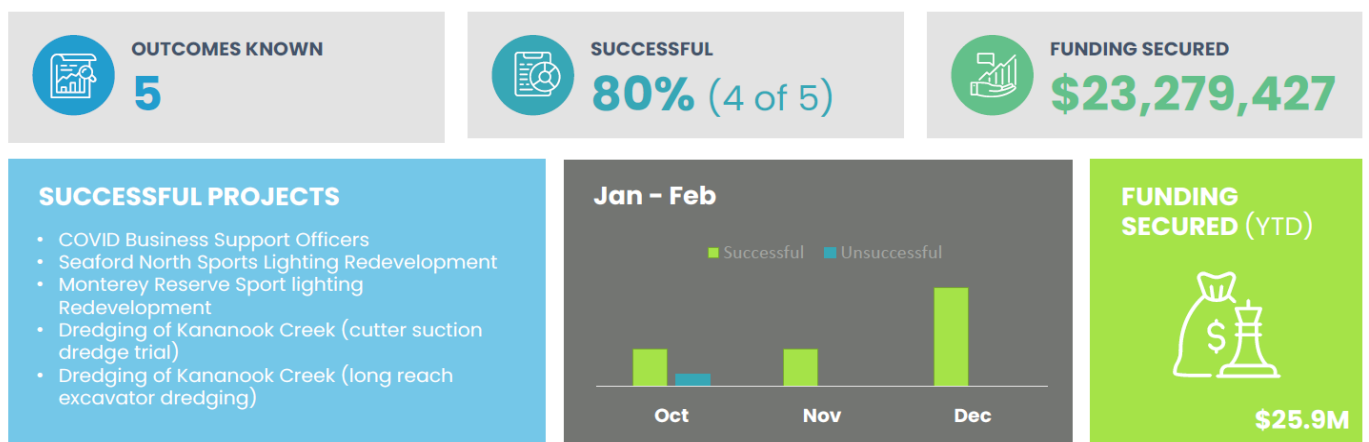 OUTCOMES KNOWN
5
SUCCESSFUL
80% (4 of 5)
FUNDING SECURED
$23,279,427
SUCCESSFUL PROJECTS
• COVID Business Support Officers
• Seaford North Sports Lighting Redevelopment
• Monterey Reserve Sport lighting
Redevelopment
• Dredging of Kananook Creek (cutter suction
dredge trial)
• Dredging of Kananook Creek (long reach
excavator dredging)
Jan - Feb
Successful Unsuccessful
Oct Nov Dec
FUNDING
SECURED (YTD)
$
$25.9M